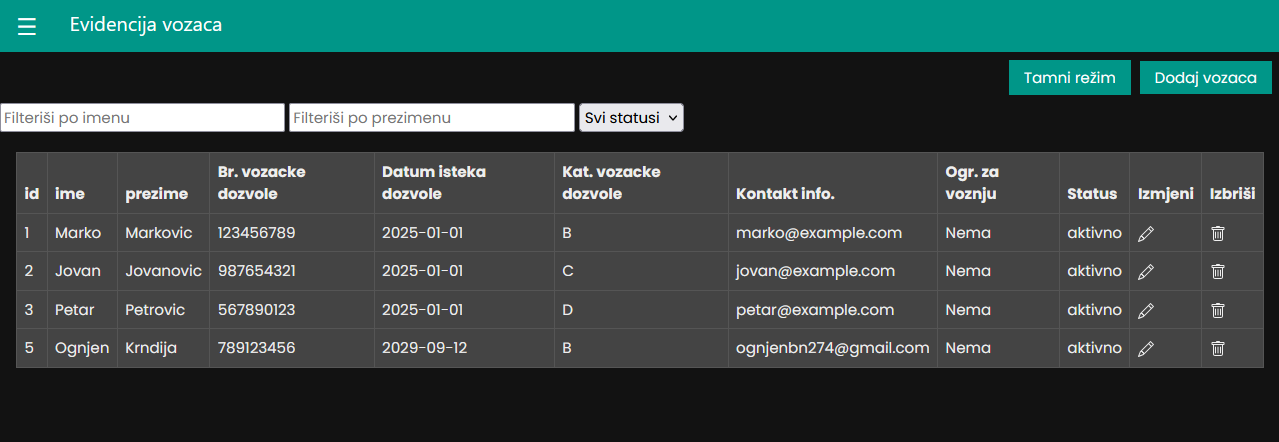 Evidencija vozaca
Tamni režim Dodaj vozaca
Filteriši po imenu Filteriši po prezimenu Svi statusi
id ime prezime Br. vozacke dozvole Datum isteka dozvole Kat. vozacke dozvole Kontakt info. Ogr. za voznju Status Izmjeni Izbriši
1 Marko Markovic 123456789 2025-01-01 B marko@example.com Nema aktivno
2 Jovan Jovanovic 987654321 2025-01-01 C jovan@example.com Nema aktivno
3 Petar Petrovic 567890123 2025-01-01 D petar@example.com Nema aktivno
5 Ognjen Krndija 789123456 2029-09-12 B ognjenbn274@gmail.com Nema aktivno